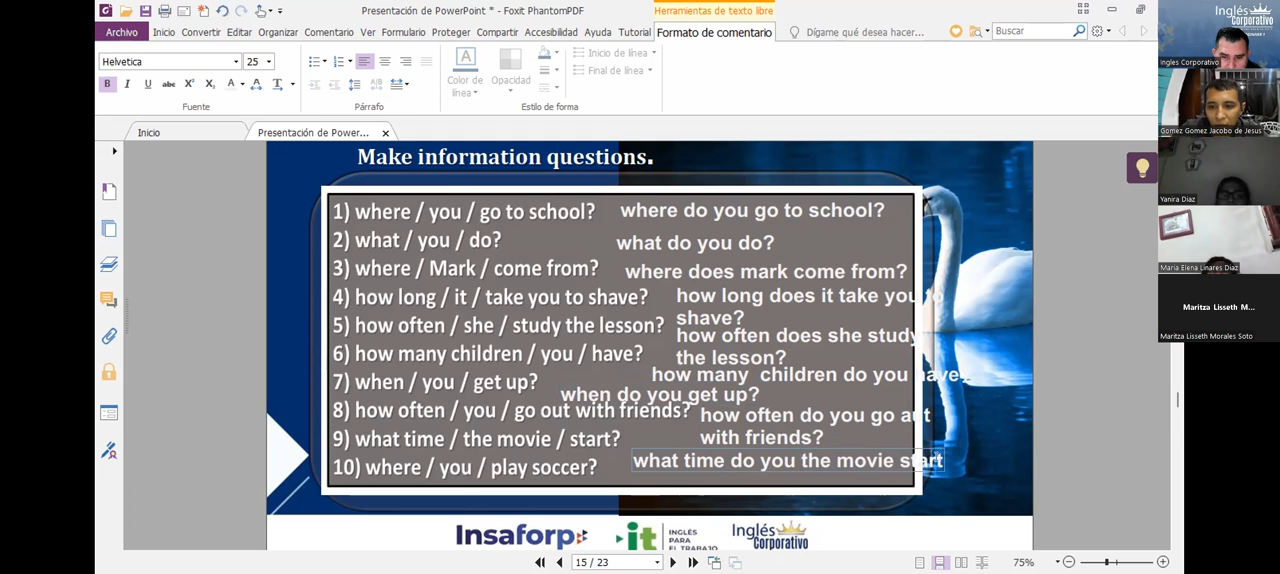 Presentación de PowerPoint * - Foxit PhantomPDF
Herramientas de texto libre
Archivo Inicio Convertir Editar Organizar Comentario Ver Formulario Proteger Compartir Accesibilidad Ayuda Tutorial Formato de comentario Dígame qué desea hacer... Buscar
Helvetica 25
Color de línea Opacidad Inicio de línea
Final de línea
Fuente Párrafo Estilo de forma
Inicio Presentación de Power...
Make information questions.
1) where / you / go to school? where do you go to school?
2) what / you / do? what do you do?
3) where / Mark / come from? where does mark come from?
4) how long / it / take you to shave? how long does it take you to
shave?
5) how often / she / study the lesson? how often does she study
the lesson?
6) how many children / you / have? how many children do you have?
7) when / you / get up? when do you get up?
8) how often / you / go out with friends? how often do you go aut
with friends?
9) what time / the movie / start? what time do you the movie start
10) where / you / play soccer?
Insaforp it INGLÉS PARA EL TRABAJO Inglés Corporativo
15 / 23 75%
Inglés Corporativo
Ingles Corporativo
Gomez Gomez Jacobo de Jesus
Yanira Diaz
Maria Elena Linares Diaz
Maritza Lisseth M...
Maritza Lisseth Morales Soto